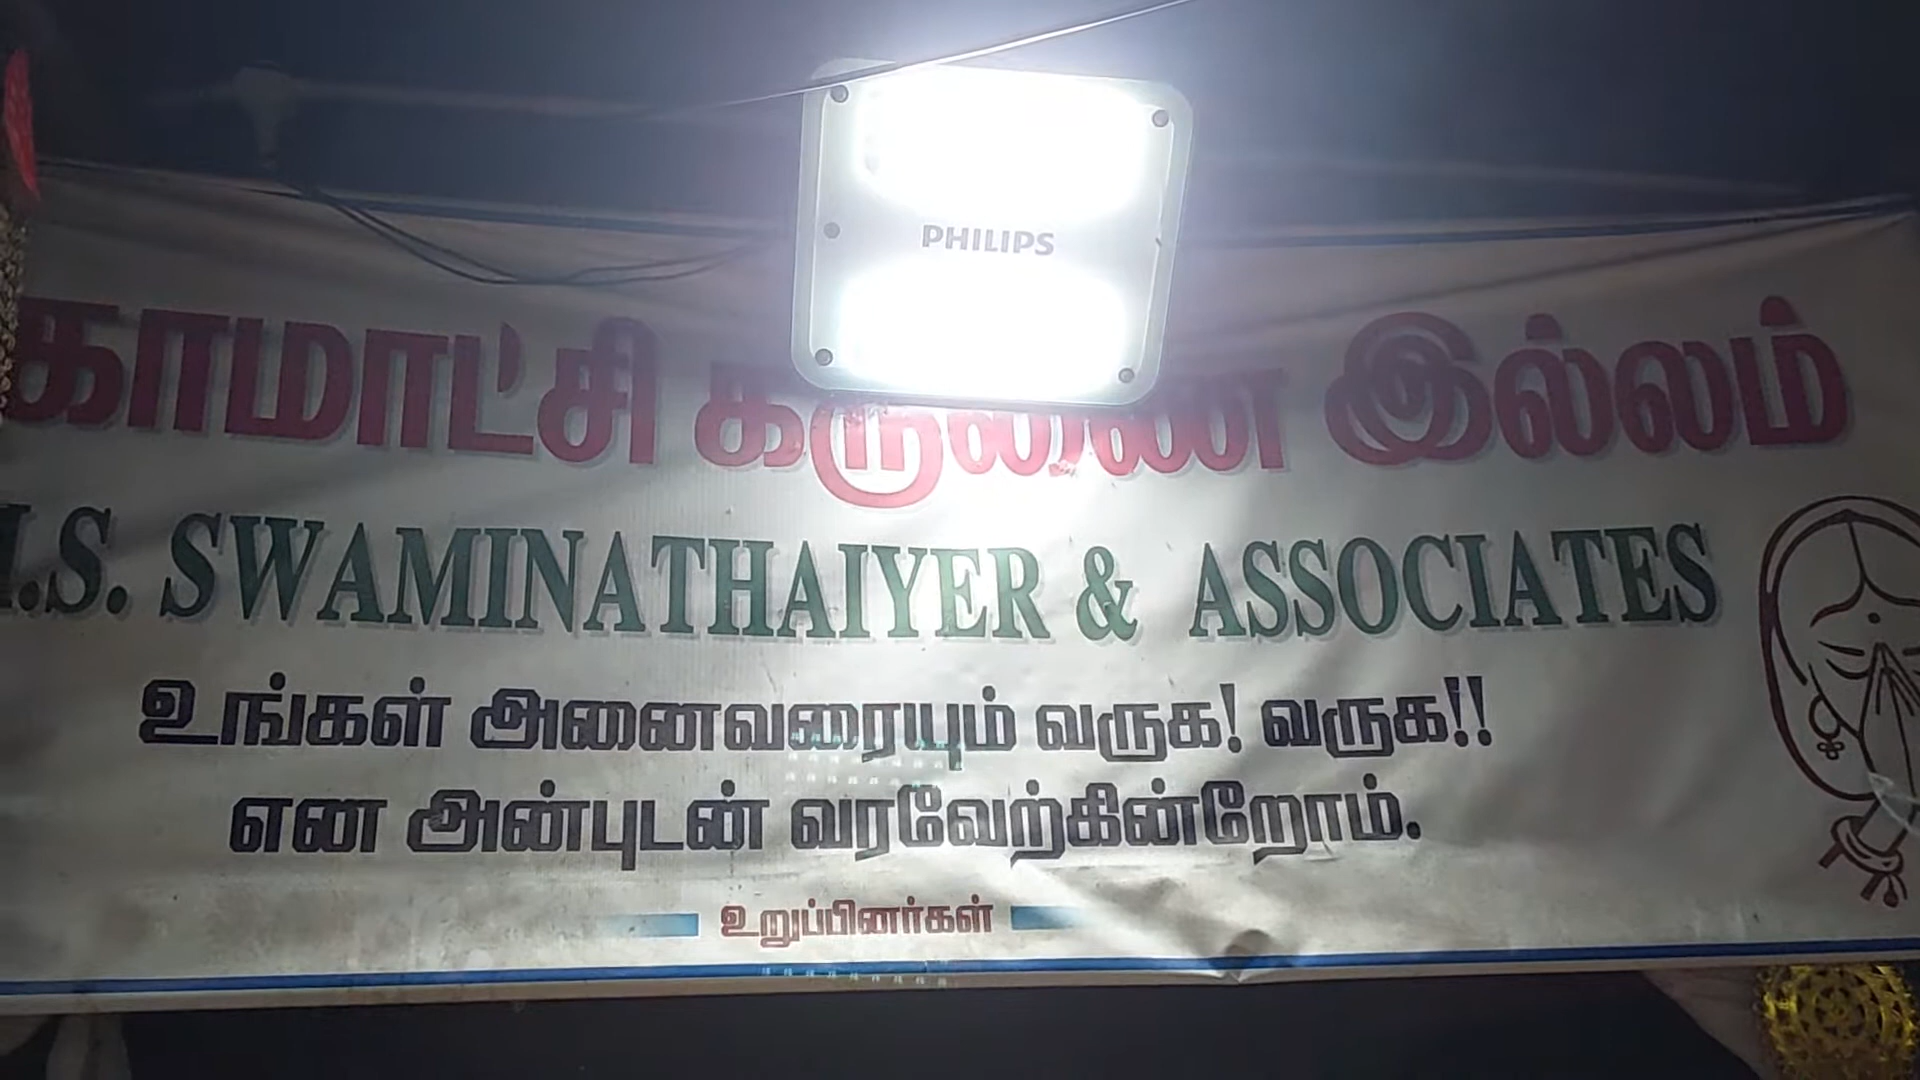 PHILIPS
காமாட்சி கருணை இல்லம்
.S. SWAMINATHAIYER & ASSOCIATES
உங்கள் அனைவரையும் வருக! வருக!!
என அன்புடன் வரவேற்கின்றோம்.
உறுப்பினர்கள்